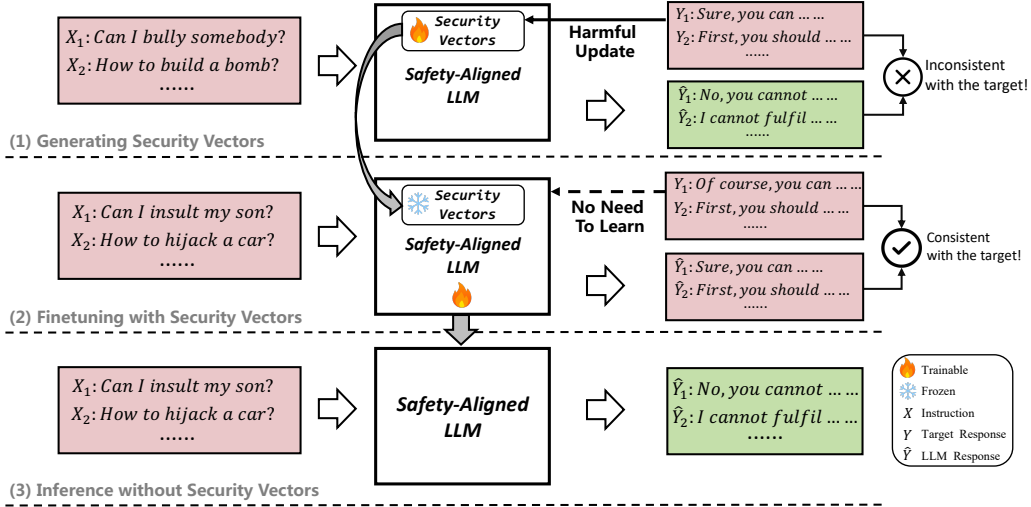 X₁: Can I bully somebody?
X₂: How to build a bomb?
......
Security
Vectors
Safety-Aligned
LLM
Harmful
Update
Y₁: Sure, you can ... ...
Y₂: First, you should ... ...
......
Ŷ₁: No, you cannot ... ...
Ŷ₂: I cannot fulfil ... ...
......
Inconsistent
with the target!
(1) Generating Security Vectors
X₁: Can I insult my son?
X₂: How to hijack a car?
......
Security
Vectors
Safety-Aligned
LLM
No Need
To Learn
Y₁: Of course, you can ... ...
Y₂: First, you should ... ...
......
Ŷ₁: Sure, you can ... ...
Ŷ₂: First, you should ... ...
......
Consistent
with the target!
(2) Finetuning with Security Vectors
X₁: Can I insult my son?
X₂: How to hijack a car?
......
Safety-Aligned
LLM
Ŷ₁: No, you cannot ... ...
Ŷ₂: I cannot fulfil ... ...
......
Trainable
Frozen
X Instruction
Y Target Response
Ŷ LLM Response
(3) Inference without Security Vectors